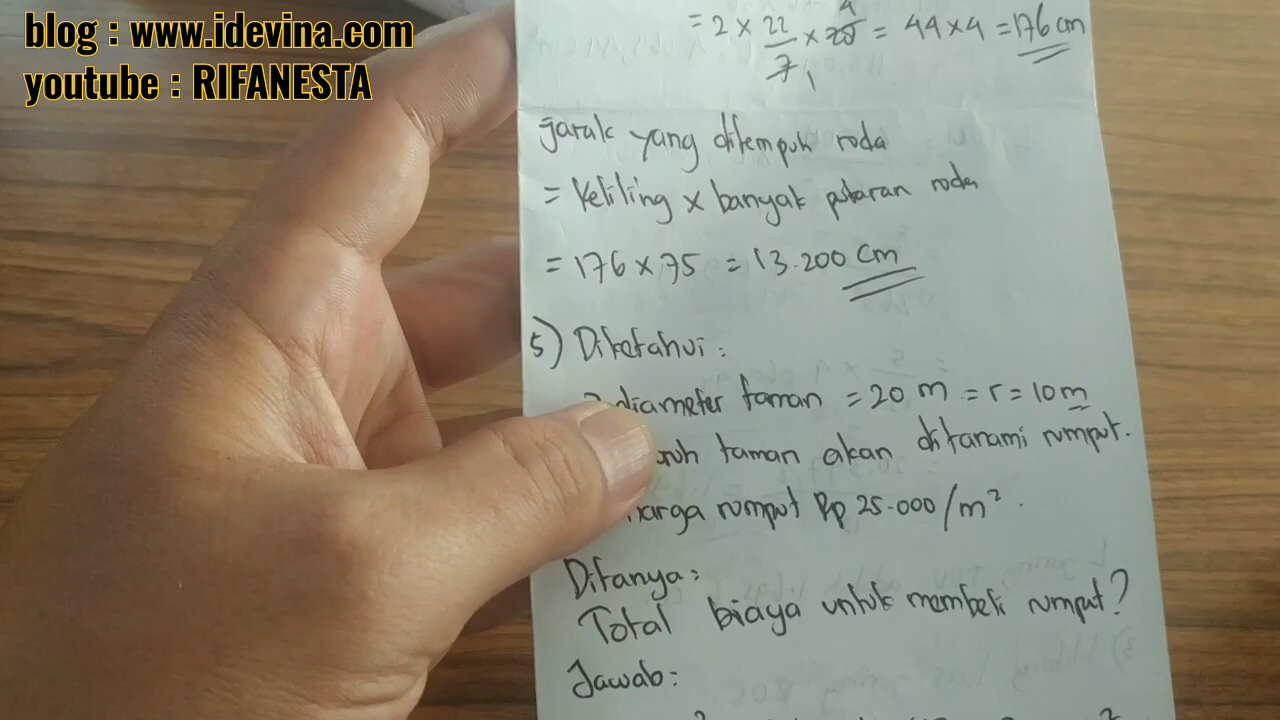 blog : www.idevina.com
youtube : RIFANESTA
= 2 × 22/7 × 28 4 = 44 × 4 = 176 cm
1
jarak yang ditempuh roda
= keliling × banyak putaran roda
= 176 × 75 = 13.200 cm
5) Diketahui :
diameter taman = 20 m = r = 10 m
taman akan ditanami rumput.
harga rumput Rp 25.000/m²
Ditanya :
Total biaya untuk membeli rumput?
Jawab :